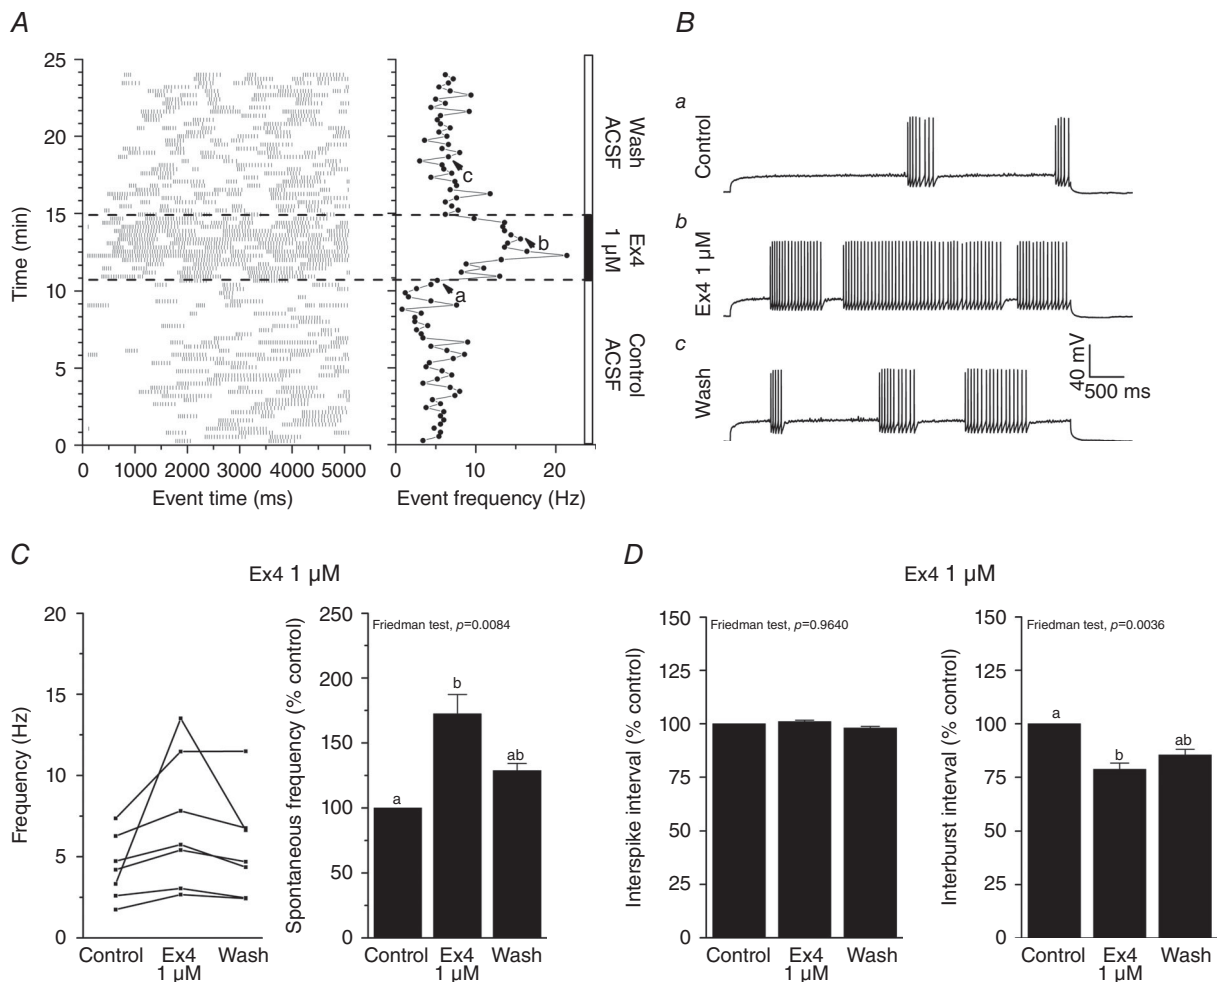 A
25
20
15
10
5
0
Time (min)
0 1000 2000 3000 4000 5000
Event time (ms)
0 10 20
Event frequency (Hz)
a
b
c
Wash
ACSF
Ex4
1 µM
Control
ACSF
B
a
Control
b
Ex4 1 µM
c
Wash
40 mV
500 ms
C
Ex4 1 µM
20
15
10
5
0
Frequency (Hz)
Control Ex4 Wash
1 µM
250
200
150
100
50
0
Spontaneous frequency (% control)
Friedman test, p=0.0084
a
b
ab
Control Ex4 Wash
1 µM
D
Ex4 1 µM
150
125
100
75
50
25
0
Interspike interval (% control)
Friedman test, p=0.9640
Control Ex4 Wash
1 µM
150
125
100
75
50
25
0
Interburst interval (% control)
Friedman test, p=0.0036
a
b
ab
Control Ex4 Wash
1 µM